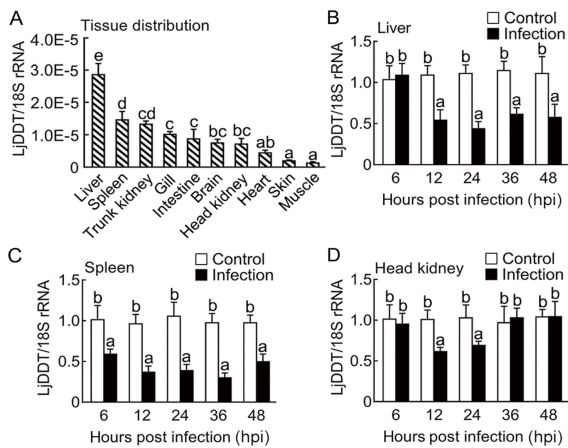 A Tissue distribution
LjDDT/18S rRNA
4.0E-5
3.0E-5
1.0E-5
1.0E-5
0
e
d
cd
c
c
bc
bc
ab
a
a
Liver
Spleen
Trunk kidney
Gill
Intestine
Brain
Head kidney
Heart
Skin
Muscle
B Liver
Control
Infection
LjDDT/18S rRNA
1.5
1.0
0.5
0
b b b a b a b a b a
6 12 24 36 48
Hours post infection (hpi)
C Spleen
Control
Infection
LjDDT/18S rRNA
1.5
1.0
0.5
0
b a b a b a b a b a
6 12 24 36 48
Hours post infection (hpi)
D Head kidney
Control
Infection
LjDDT/18S rRNA
1.5
1.0
0.5
0
b b b a b a b b b b
6 12 24 36 48
Hours post infection (hpi)